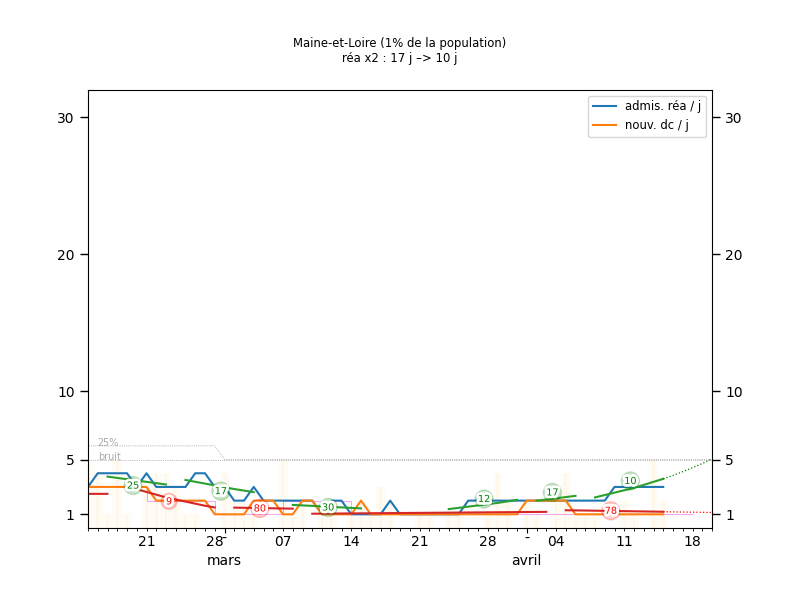 Maine-et-Loire (1% de la population)
réa x2 : 17 j –> 10 j
admis. réa / j
nouv. dc / j
30 30
20 20
10 10
25%
bruit
5 5
25 9 17 80 30 12 17 10 78
1 1
21 28 07 14 21 28 - 04 11 18
mars avril